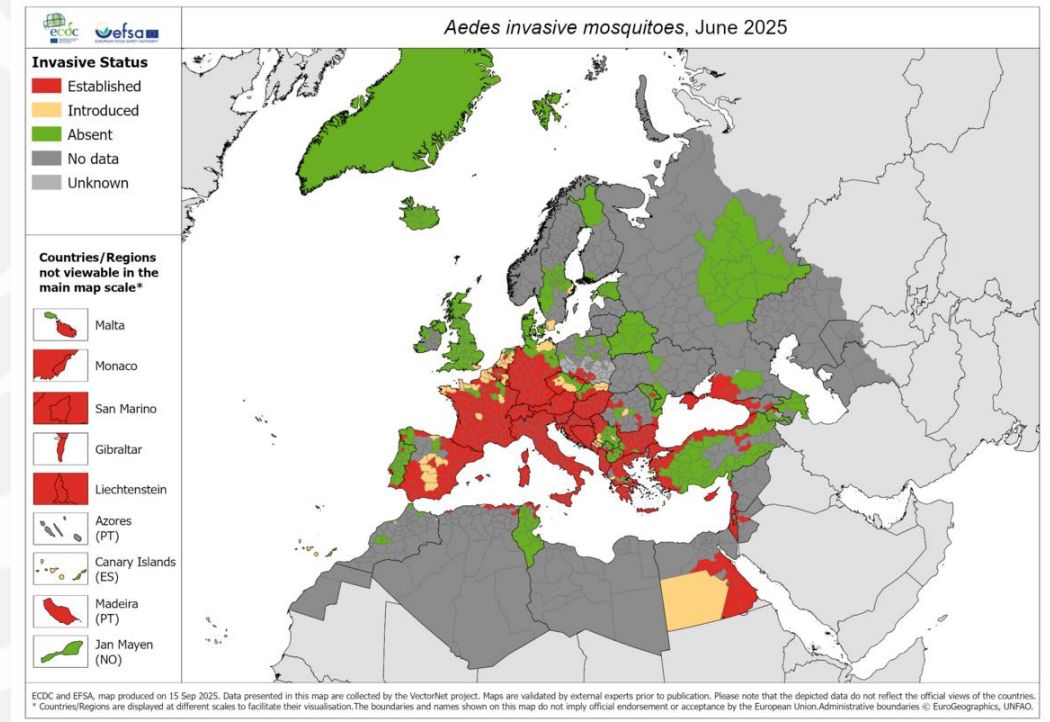 ecdc
efsa
EUROPEAN FOOD SAFETY AUTHORITY
Aedes invasive mosquitoes, June 2025
Invasive Status
Established
Introduced
Absent
No data
Unknown
Countries/Regions
not viewable in the
main map scale*
Malta
Monaco
San Marino
Gibraltar
Liechtenstein
Azores
(PT)
Canary Islands
(ES)
Madeira
(PT)
Jan Mayen
(NO)
ECDC and EFSA, map produced on 15 Sep 2025. Data presented in this map are collected by the VectorNet project. Maps are validated by external experts prior to publication. Please note that the depicted data do not reflect the official views of the countries.
* Countries/Regions are displayed at different scales to facilitate their visualisation.The boundaries and names shown on this map do not imply official endorsement or acceptance by the European Union.Administrative boundaries © EuroGeographics, UNFAO.